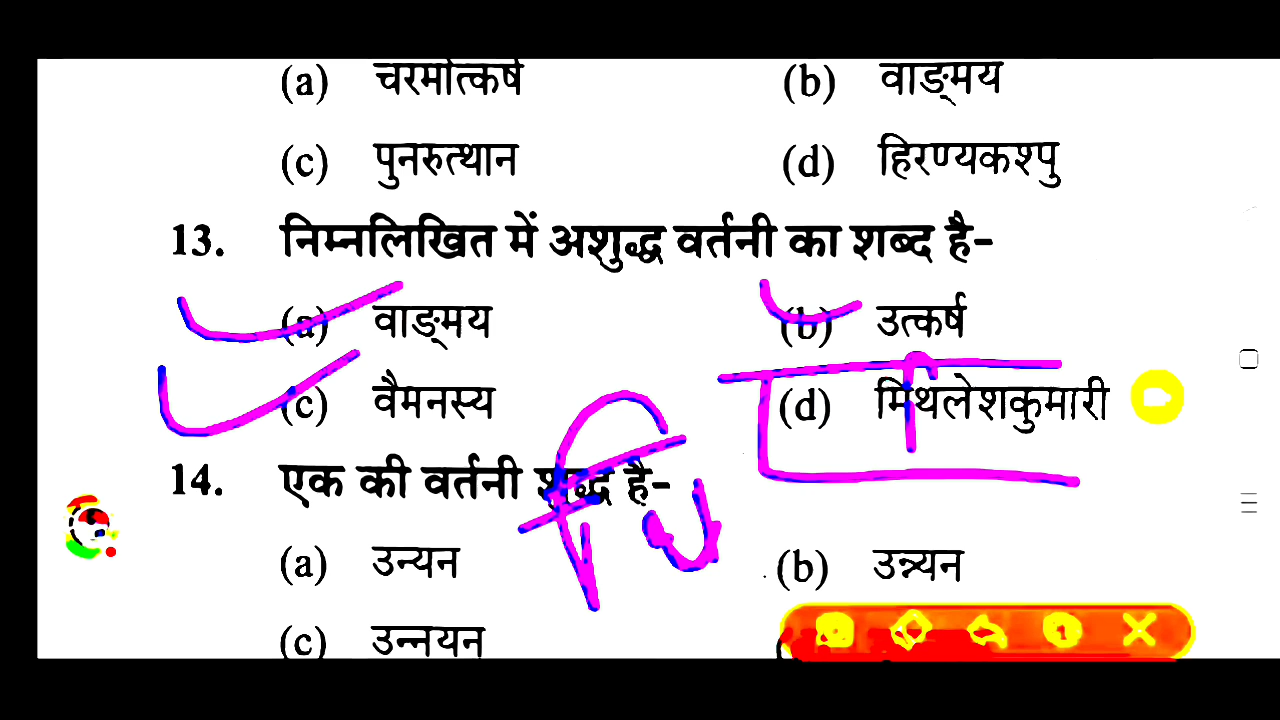 (a) चरमोत्कर्ष (b) वाङ्मय
(c) पुनरुत्थान (d) हिरण्यकश्पु
13. निम्नलिखित में अशुद्ध वर्तनी का शब्द है-
(a) वाङ्मय (b) उत्कर्ष
(c) वैमनस्य (d) मिथलेशकुमारी
14. एक की वर्तनी शुद्ध है-
थि
(a) उन्यन (b) उन्न्यन
(c) उन्नयन